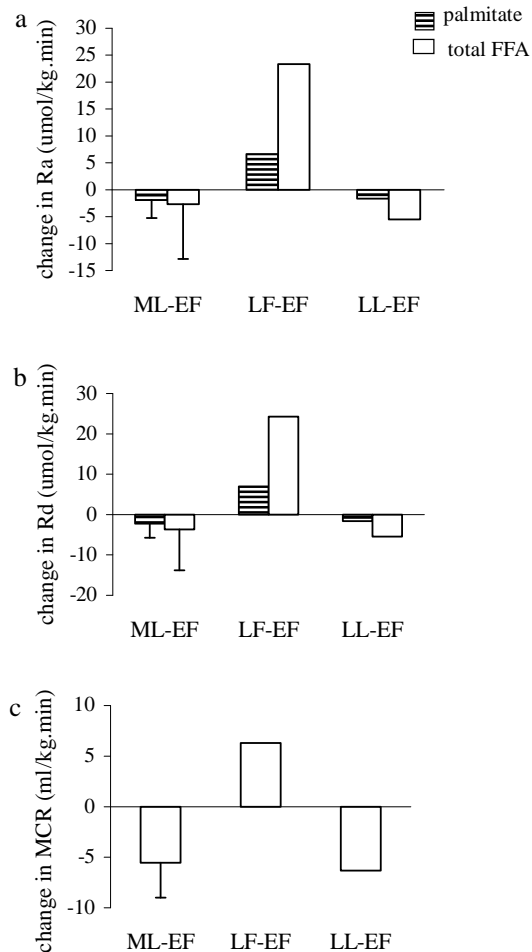 a
palmitate
total FFA
change in Ra (umol/kg.min)
30
25
20
15
10
5
0
-5
-10
-15
ML-EF
LF-EF
LL-EF
b
change in Rd (umol/kg.min)
30
20
10
0
-10
-20
ML-EF
LF-EF
LL-EF
c
change in MCR (ml/kg.min)
10
5
0
-5
-10
ML-EF
LF-EF
LL-EF